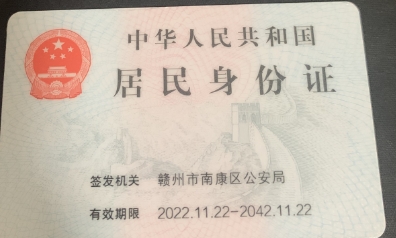 中华人民共和国
居民身份证
签发机关 赣州市南康区公安局
有效期限 2022.11.22-2042.11.22